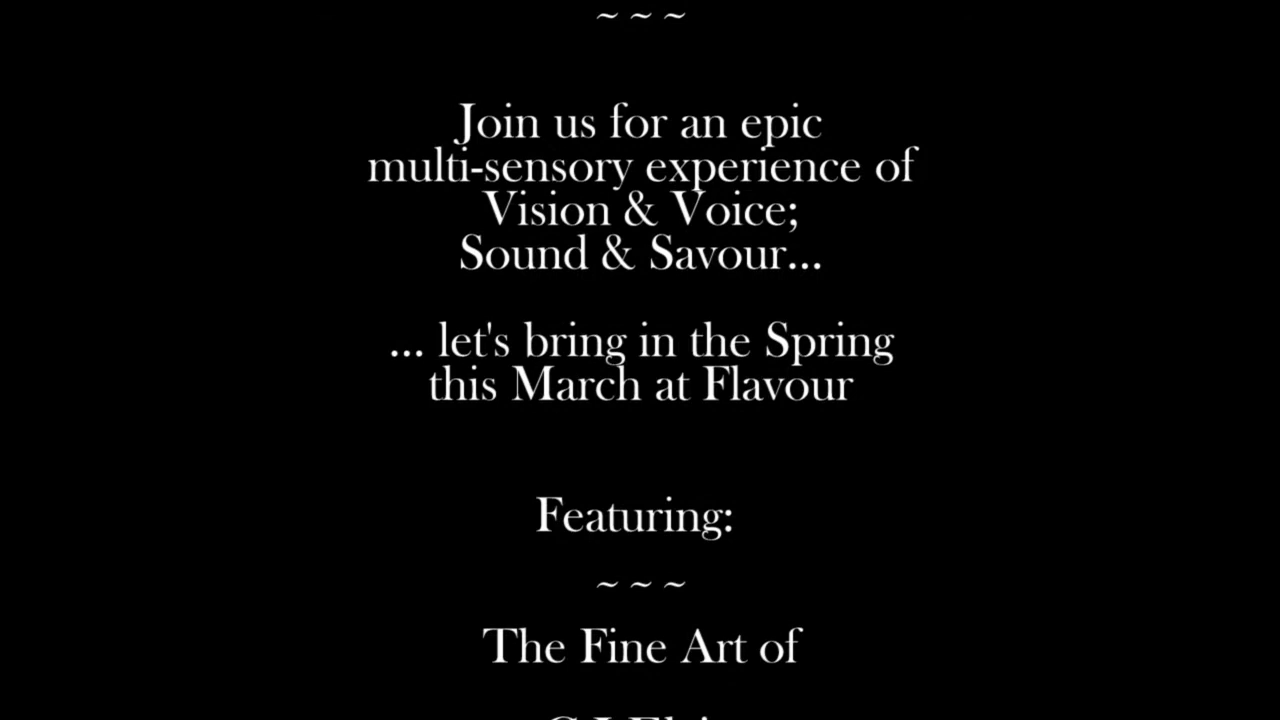 ~ ~ ~
Join us for an epic
multi-sensory experience of
Vision & Voice;
Sound & Savour...
... let's bring in the Spring
this March at Flavour
Featuring:
~ ~ ~
The Fine Art of